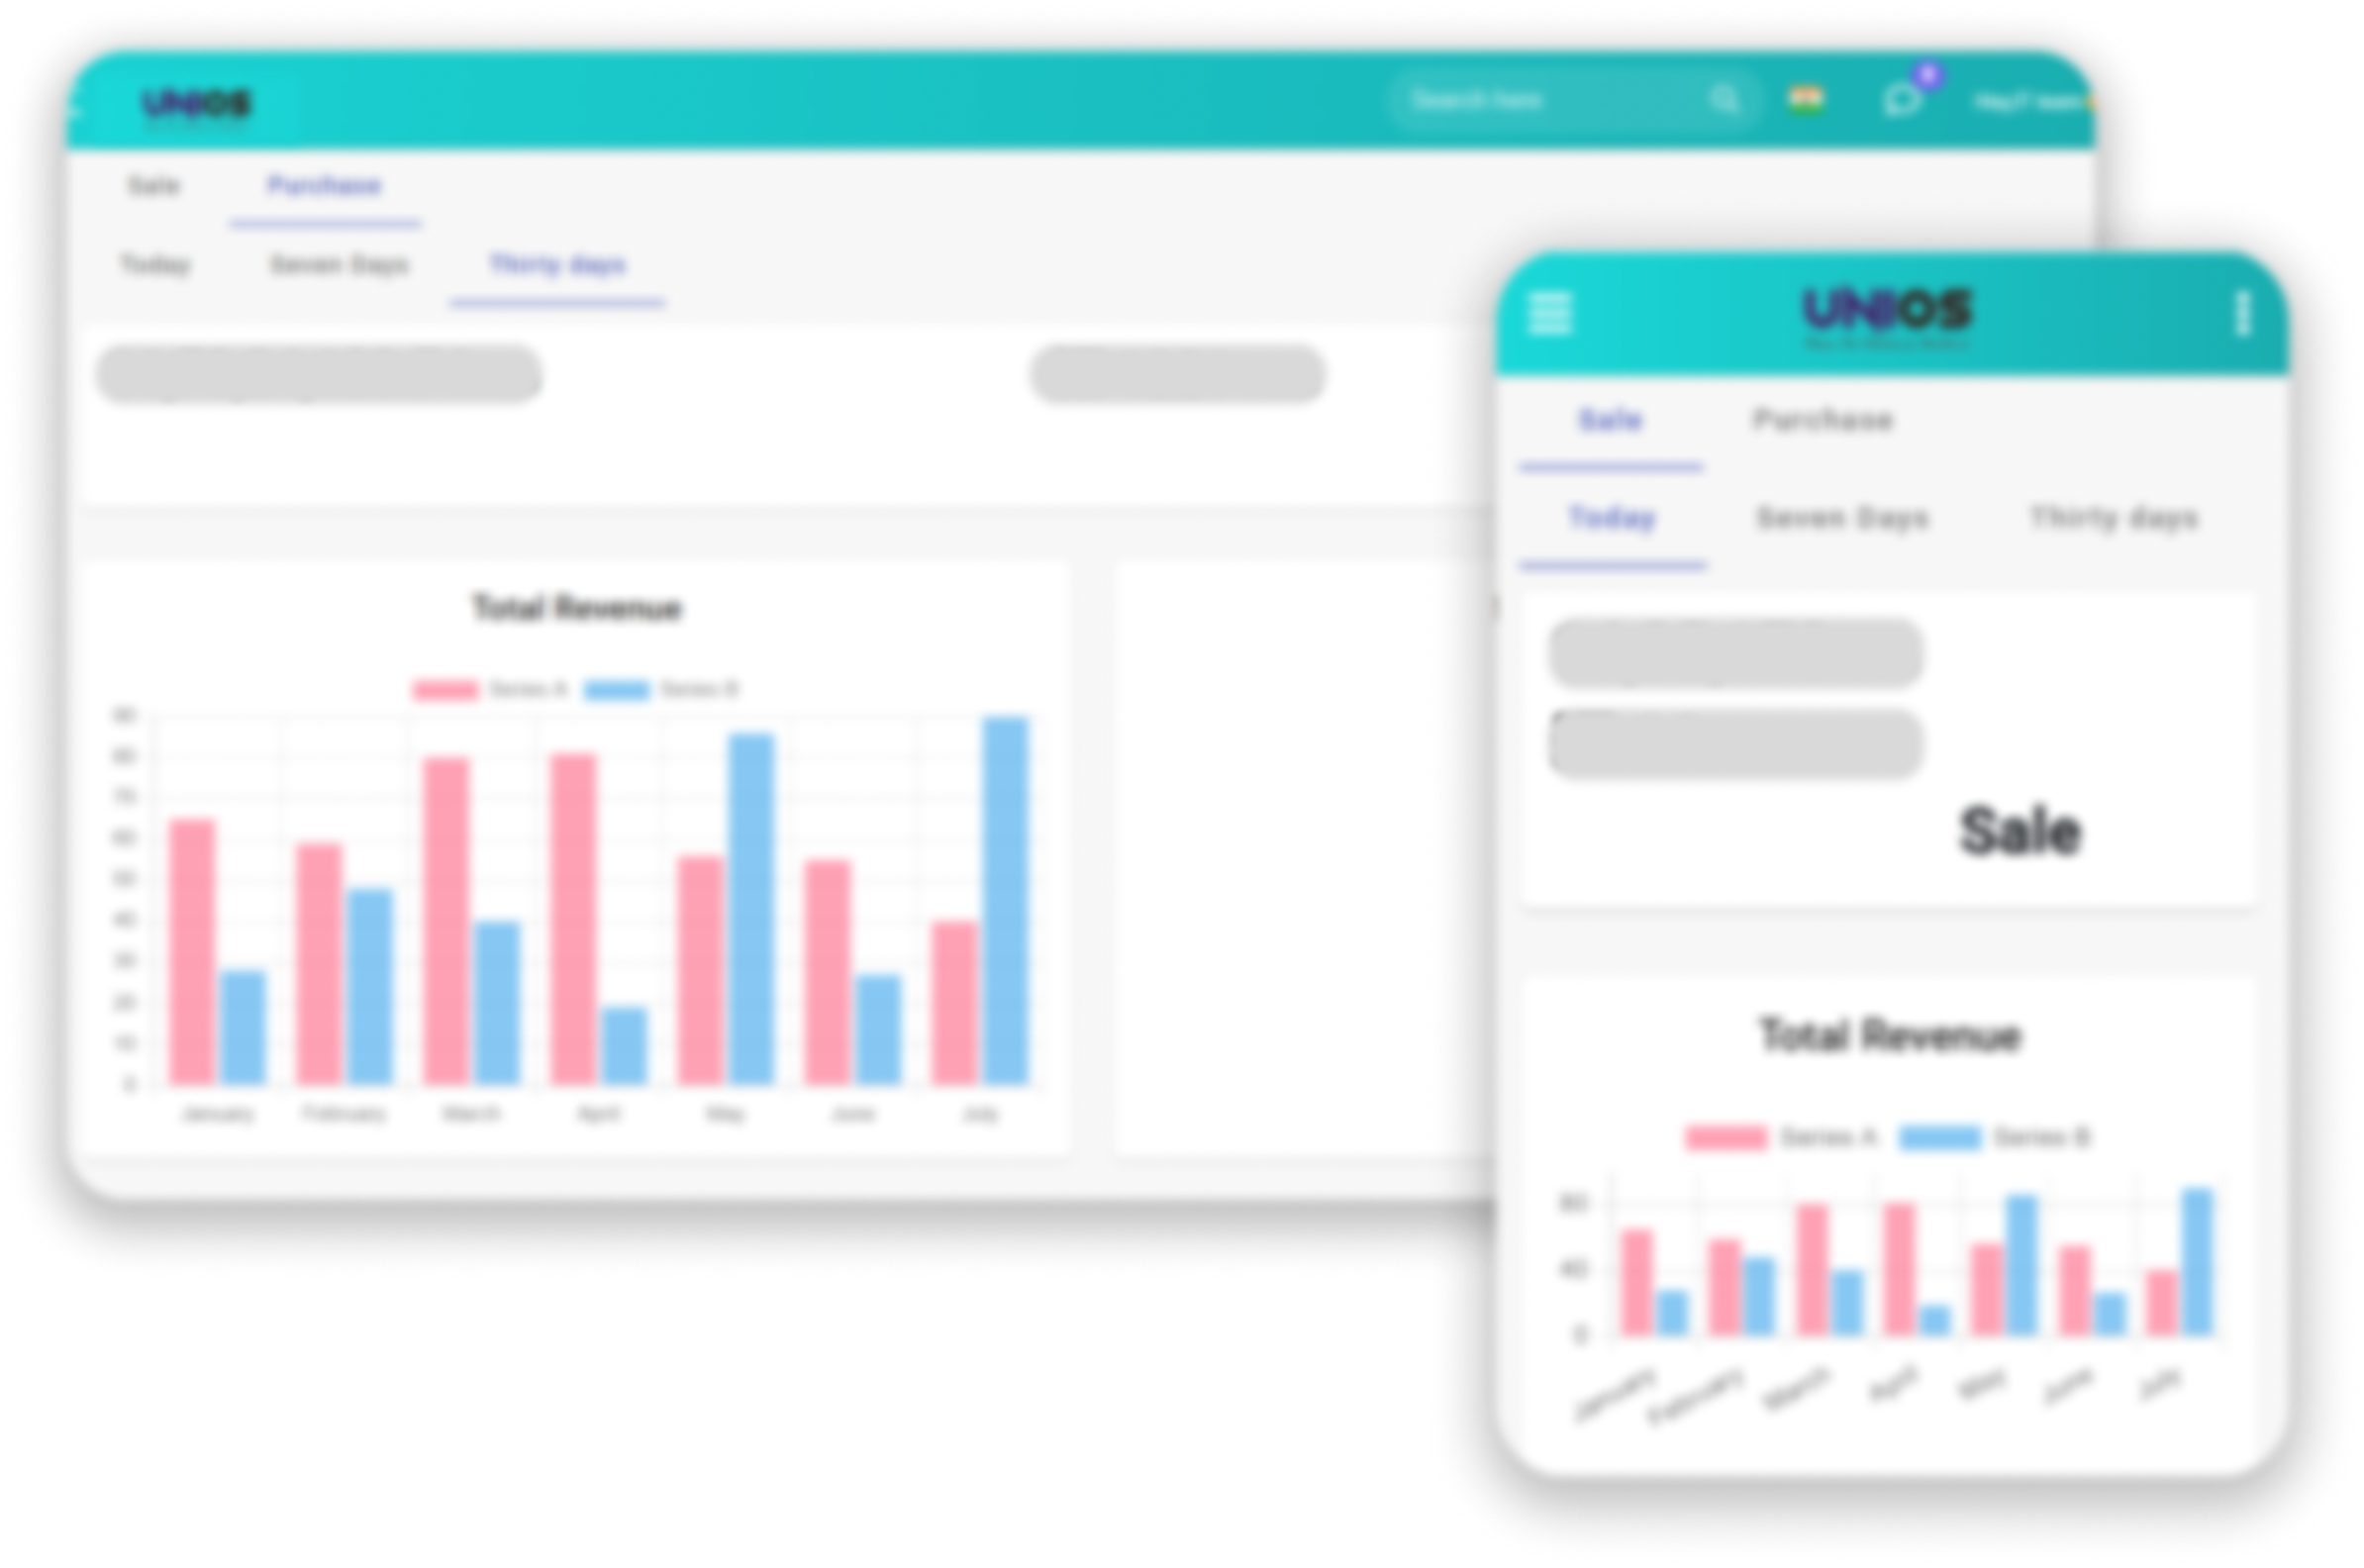 UNIOS
Search here
Sale Purchase
Today Seven Days Thirty days
Total Revenue
Series A Series B
90
80
70
60
50
40
30
20
10
0
January February March April May June July
UNIOS
Sale Purchase
Today Seven Days Thirty days
Sale
Total Revenue
Series A Series B
80
40
0
January February March April May June July